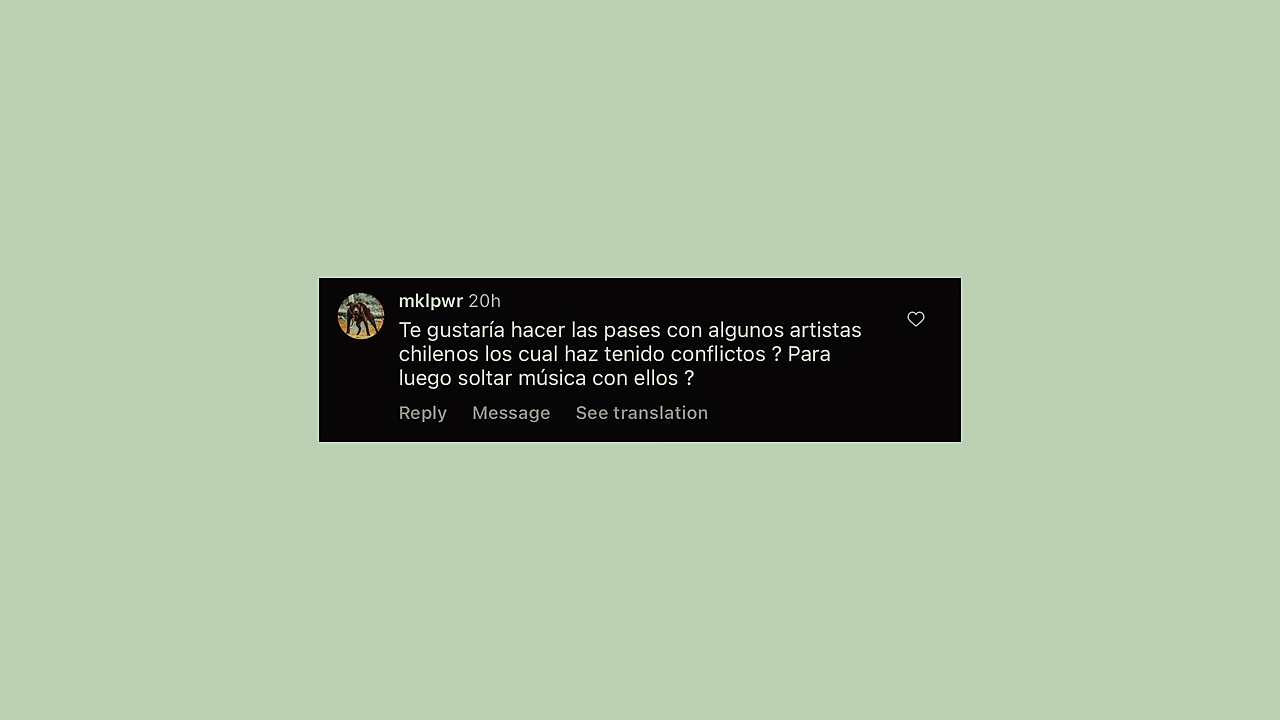 mklpwr 20h
Te gustaría hacer las pases con algunos artistas
chilenos los cual haz tenido conflictos ? Para
luego soltar música con ellos ?
Reply Message See translation